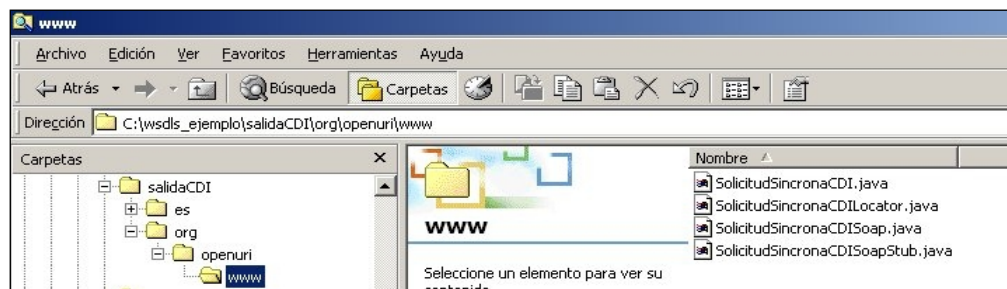 www
Archivo Edición Ver Favoritos Herramientas Ayuda
Atrás Búsqueda Carpetas
Dirección C:\wsdls_ejemplo\salidaCDI\org\openuri\www
Carpetas
salidaCDI
es
org
openuri
www
www
Seleccione un elemento para ver su
Nombre
SolicitudSincronaCDI.java
SolicitudSincronaCDILocator.java
SolicitudSincronaCDISoap.java
SolicitudSincronaCDISoapStub.java